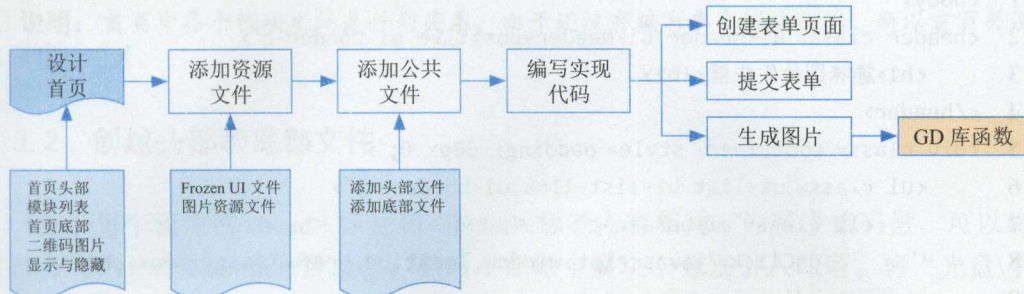 设计
首页
添加资源
文件
添加公共
文件
编写实现
代码
创建表单页面
提交表单
生成图片
GD 库函数
首页头部
模块列表
首页底部
二维码图片
显示与隐藏
Frozen UI 文件
图片资源文件
添加头部文件
添加底部文件